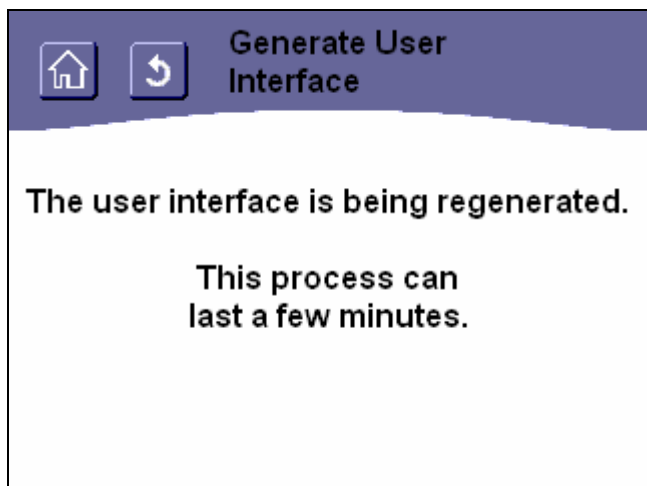 Generate User
Interface
The user interface is being regenerated.
This process can
last a few minutes.